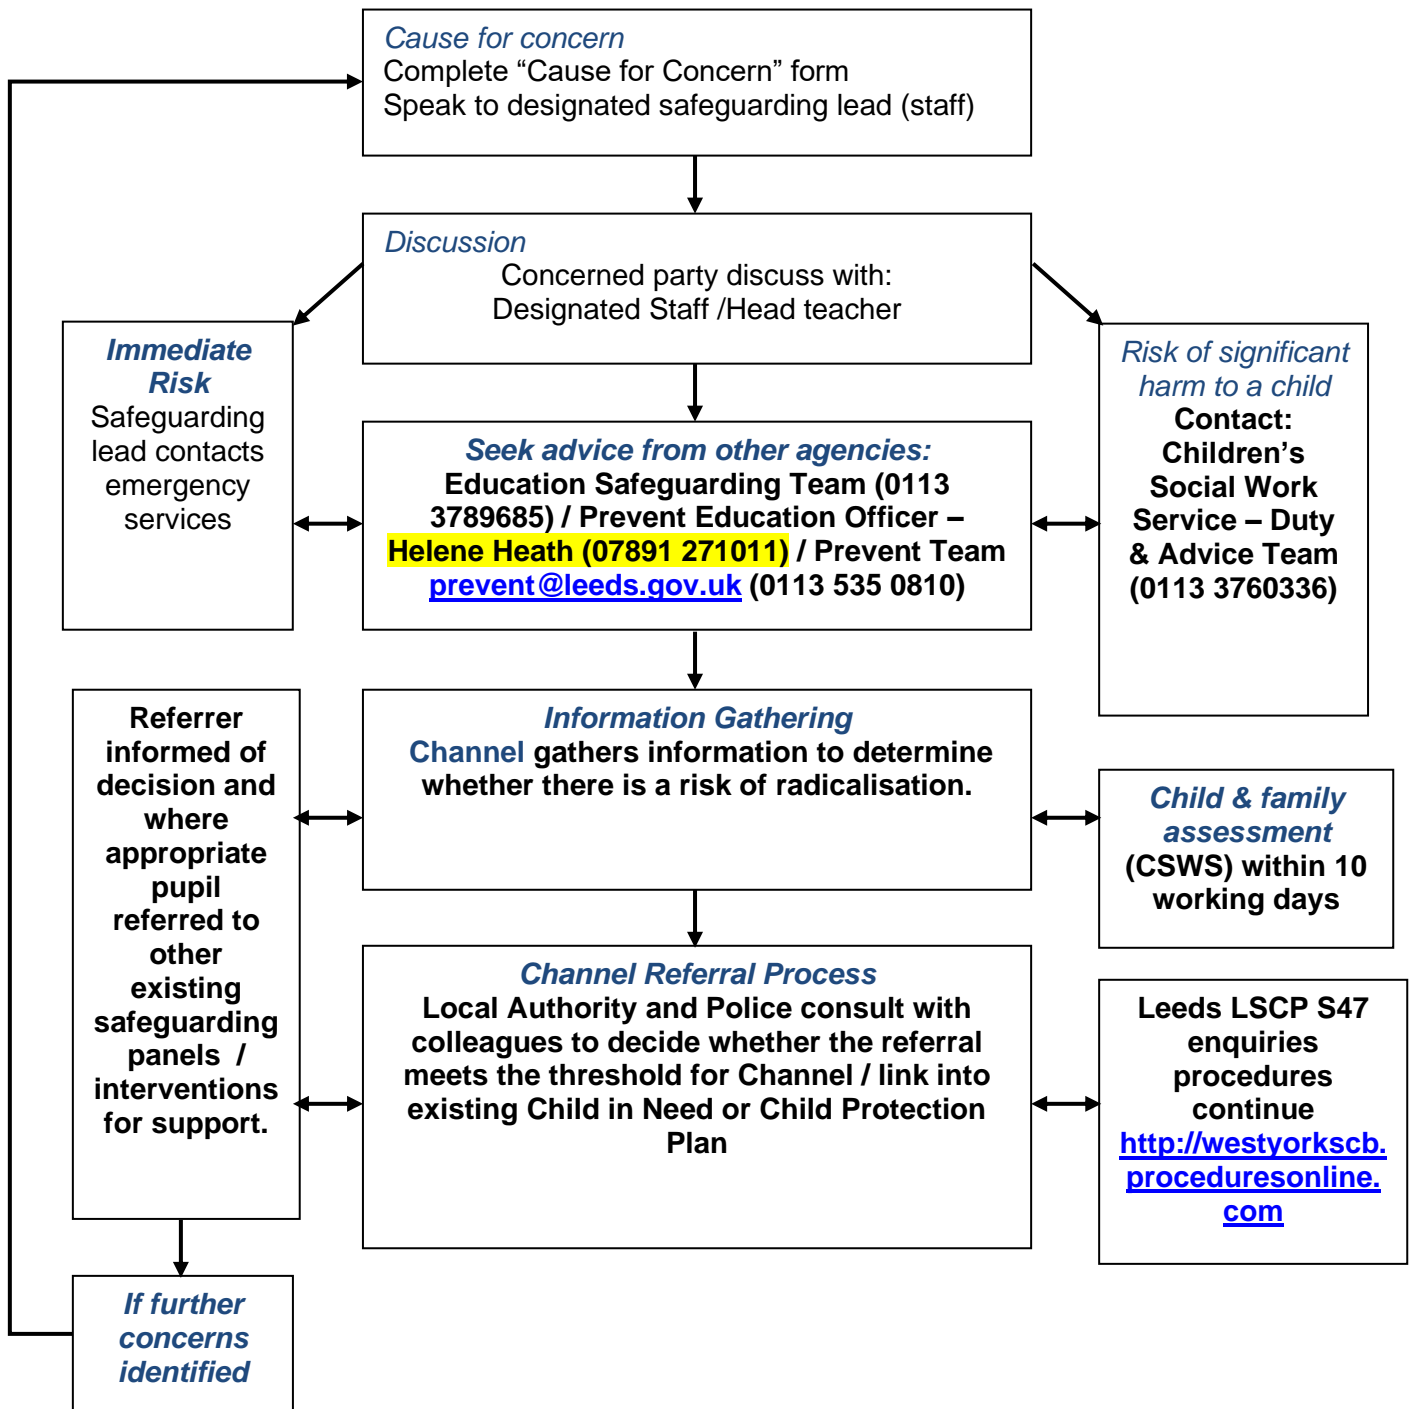 Cause for concern
Complete “Cause for Concern” form
Speak to designated safeguarding lead (staff)
Discussion
Concerned party discuss with:
Designated Staff /Head teacher
Immediate
Risk
Safeguarding
lead contacts
emergency
services
Seek advice from other agencies:
Education Safeguarding Team (0113
3789685) / Prevent Education Officer –
Helene Heath (07891 271011) / Prevent Team
prevent@leeds.gov.uk (0113 535 0810)
Risk of significant
harm to a child
Contact:
Children’s
Social Work
Service – Duty
& Advice Team
(0113 3760336)
Referrer
informed of
decision and
where
appropriate
pupil
referred to
other
existing
safeguarding
panels /
interventions
for support.
Information Gathering
Channel gathers information to determine
whether there is a risk of radicalisation.
Child & family
assessment
(CSWS) within 10
working days
Channel Referral Process
Local Authority and Police consult with
colleagues to decide whether the referral
meets the threshold for Channel / link into
existing Child in Need or Child Protection
Plan
Leeds LSCP S47
enquiries
procedures
continue
http://westyorkscb.
proceduresonline.
com
If further
concerns
identified